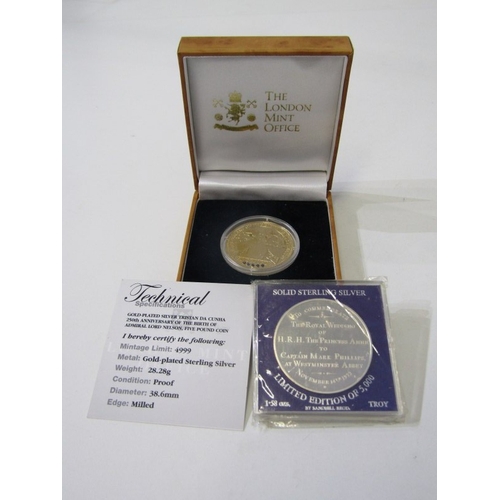 THE
LONDON
MINT
OFFICE
Technical
specifications
GOLD PLATED SILVER TRISTAN DA CUNHA
250th ANNIVERSARY OF THE BIRTH OF
ADMIRAL LORD NELSON, FIVE POUND COIN
I hereby certify the following:
Mintage Limit: 4999
Metal: Gold-plated Sterling Silver
Weight: 28.28g
Condition: Proof
Diameter: 38.6mm
Edge: Milled
SOLID STERLING SILVER
THE ROYAL WEDDING
OF
H.R.H. THE PRINCESS ANNE
TO
CAPTAIN MARK PHILLIPS
AT WESTMINSTER ABBEY
LIMITED EDITION OF 5,000
TROY